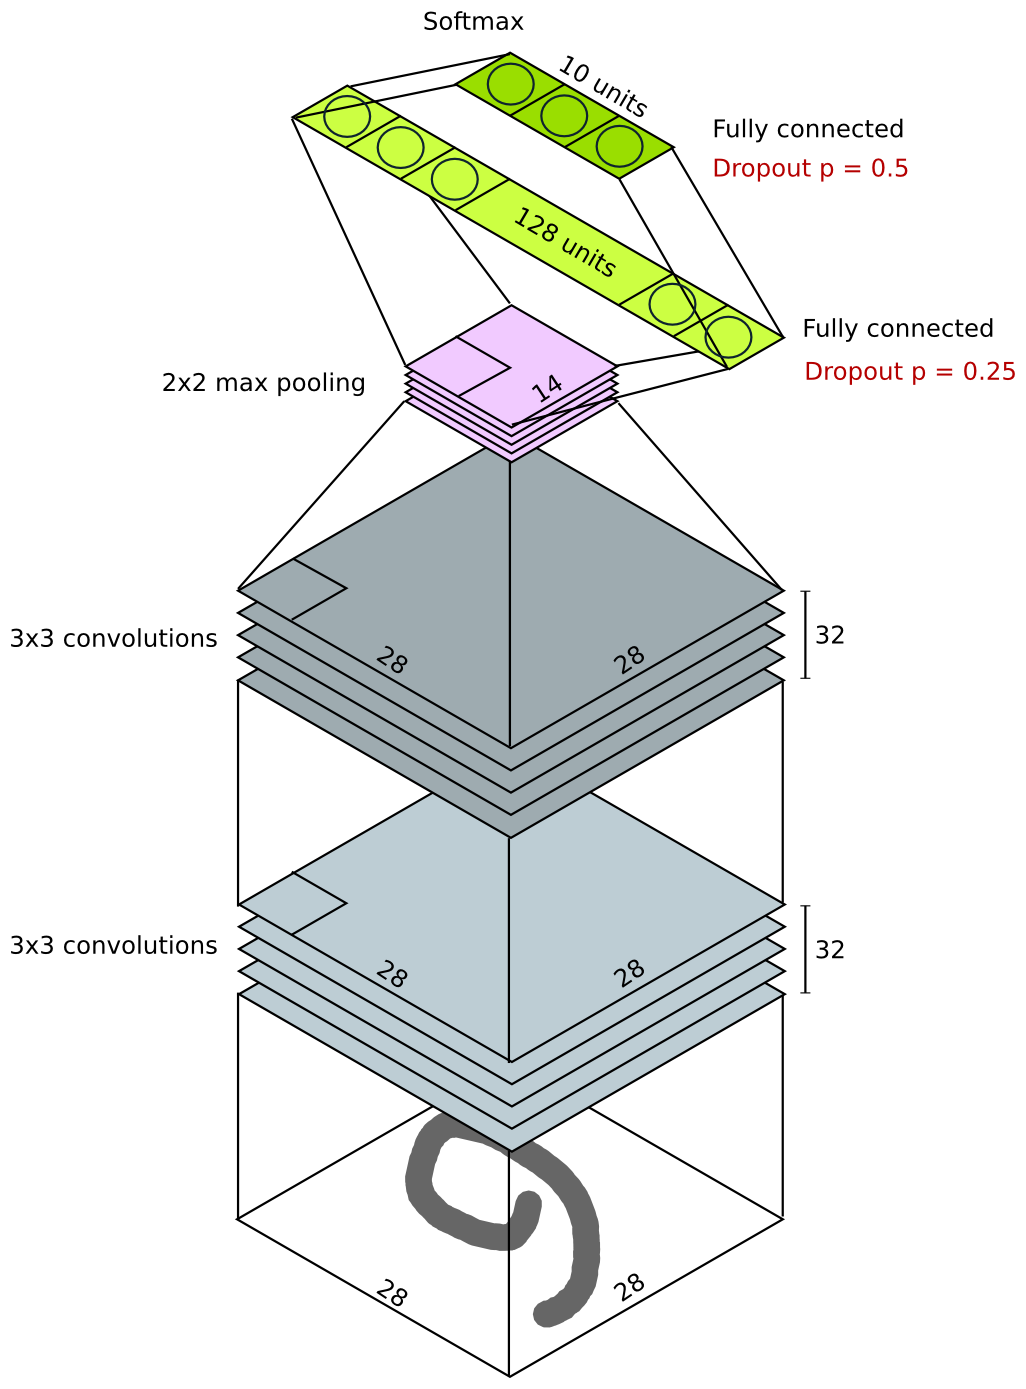 Softmax
10 units
Fully connected
Dropout p = 0.5
128 units
Fully connected
Dropout p = 0.25
2x2 max pooling
14
3x3 convolutions
28
28
32
3x3 convolutions
28
28
32
28
28